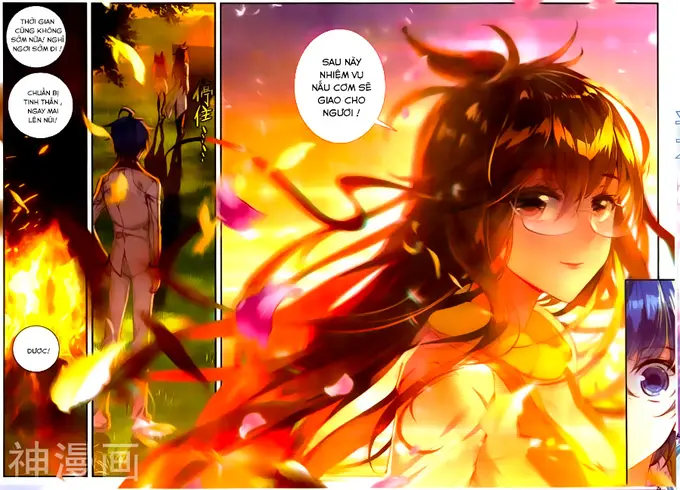 THỜI GIAN
CŨNG KHÔNG
SỚM NỮA! NGHỈ
NGƠI SỚM ĐI!
CHUẨN BỊ
TINH THẦN,
NGAY MAI
LÊN NÚI!
ĐƯỢC!
停住……
SAU NÀY
NHIỆM VỤ
NẤU CƠM SẼ
GIAO CHO
NGƯƠI!
神漫画